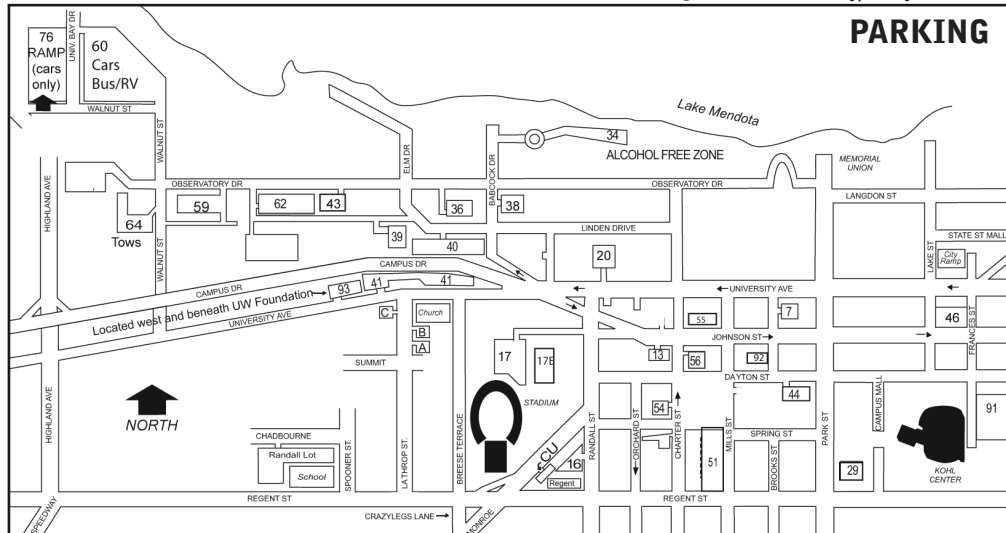 PARKING
76
RAMP
(cars
only)
UNIV. BAY DR
60
Cars
Bus/RV
WALNUT ST
Lake Mendota
WALNUT ST
ELM DR
BABCOCK DR
34
ALCOHOL FREE ZONE
MEMORIAL
UNION
HIGHLAND AVE
OBSERVATORY DR
OBSERVATORY DR
LANGDON ST
59
62
43
36
38
64
Tows
39
40
LINDEN DRIVE
STATE ST MALL
WALNUT ST
20
LAKE ST
City
Ramp
CAMPUS DR
CAMPUS DR
93
41
41
UNIVERSITY AVE
Located west and beneath UW Foundation
UNIVERSITY AVE
C
Church
B
A
55
7
46
FRANCES ST
JOHNSON ST
SUMMIT
17
17E
13
56
92
DAYTON ST
HIGHLAND AVE
NORTH
STADIUM
54
44
91
CAMPUS MALL
CHADBOURNE
Randall Lot
School
SPOONER ST.
LATHROP ST.
BREESE TERRACE
CU
16
Regent
RANDALL ST
ORCHARD ST
CHARTER ST
51
MILLS ST
SPRING ST
BROOKS ST
PARK ST
29
KOHL
CENTER
REGENT ST
REGENT ST
SPEEDWAY
CRAZYLEGS LANE
MONROE